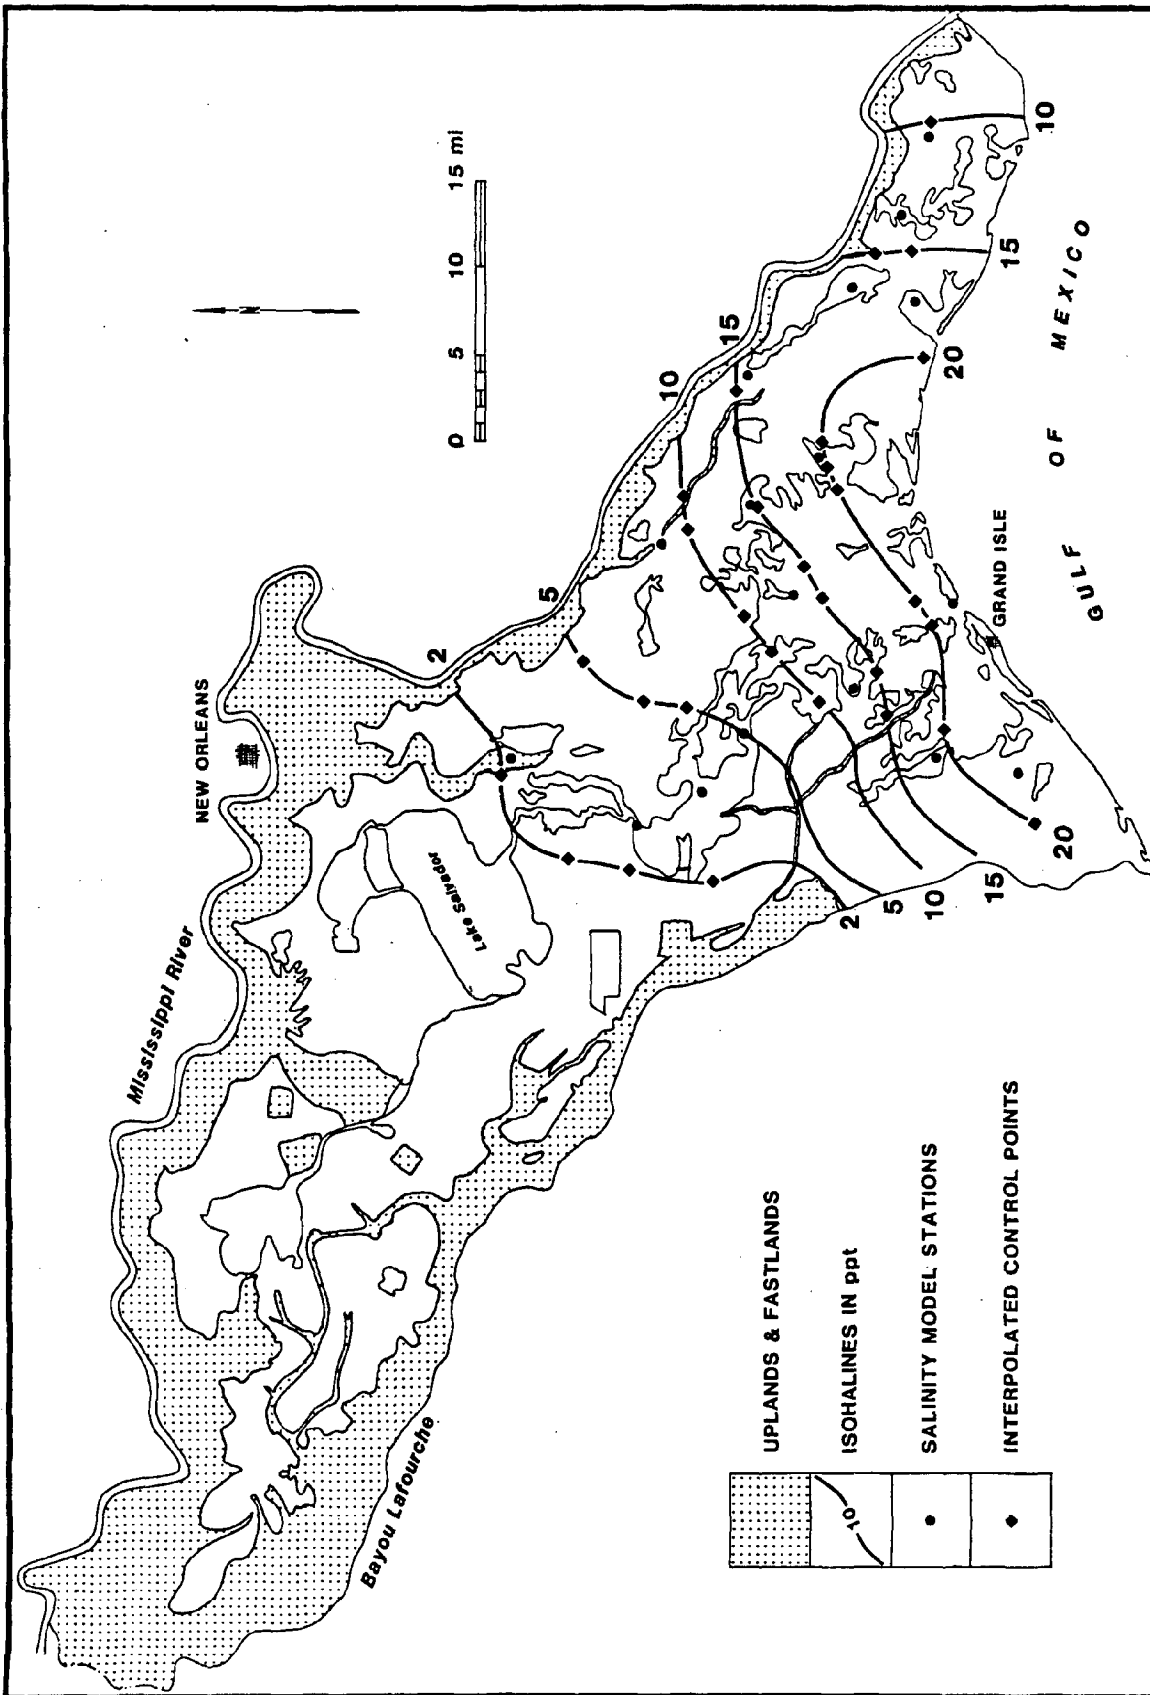 Mississippi River
NEW ORLEANS
Lake Salvador
Bayou Lafourche
N
0 5 10 15 mi
2
5
10
15
10
15
20
2
5
10
15
20
GRAND ISLE
GULF OF MEXICO
UPLANDS & FASTLANDS
10
ISOHALINES IN ppt
SALINITY MODEL STATIONS
INTERPOLATED CONTROL POINTS